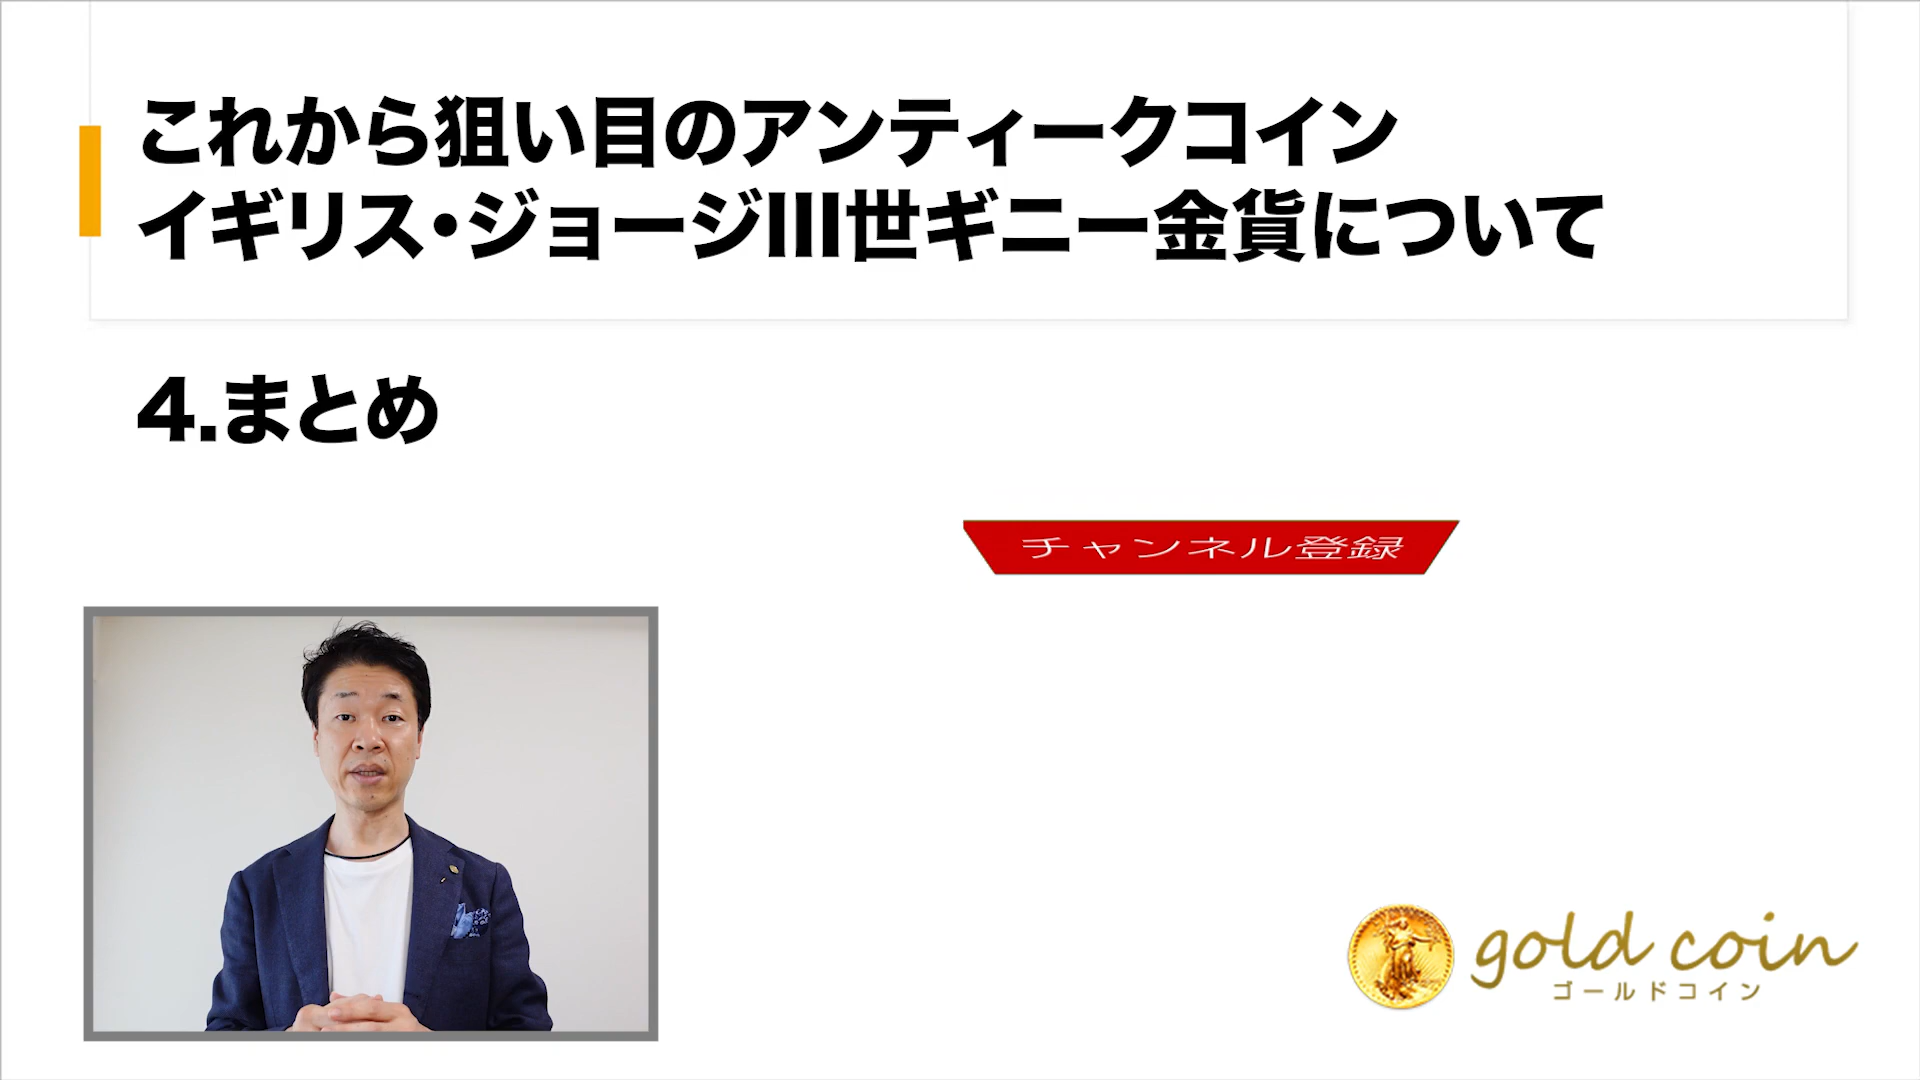 これから狙い目のアンティークコイン
イギリス・ジョージIII世ギニー金貨について
4.まとめ
チャンネル登録
gold coin
ゴールドコイン